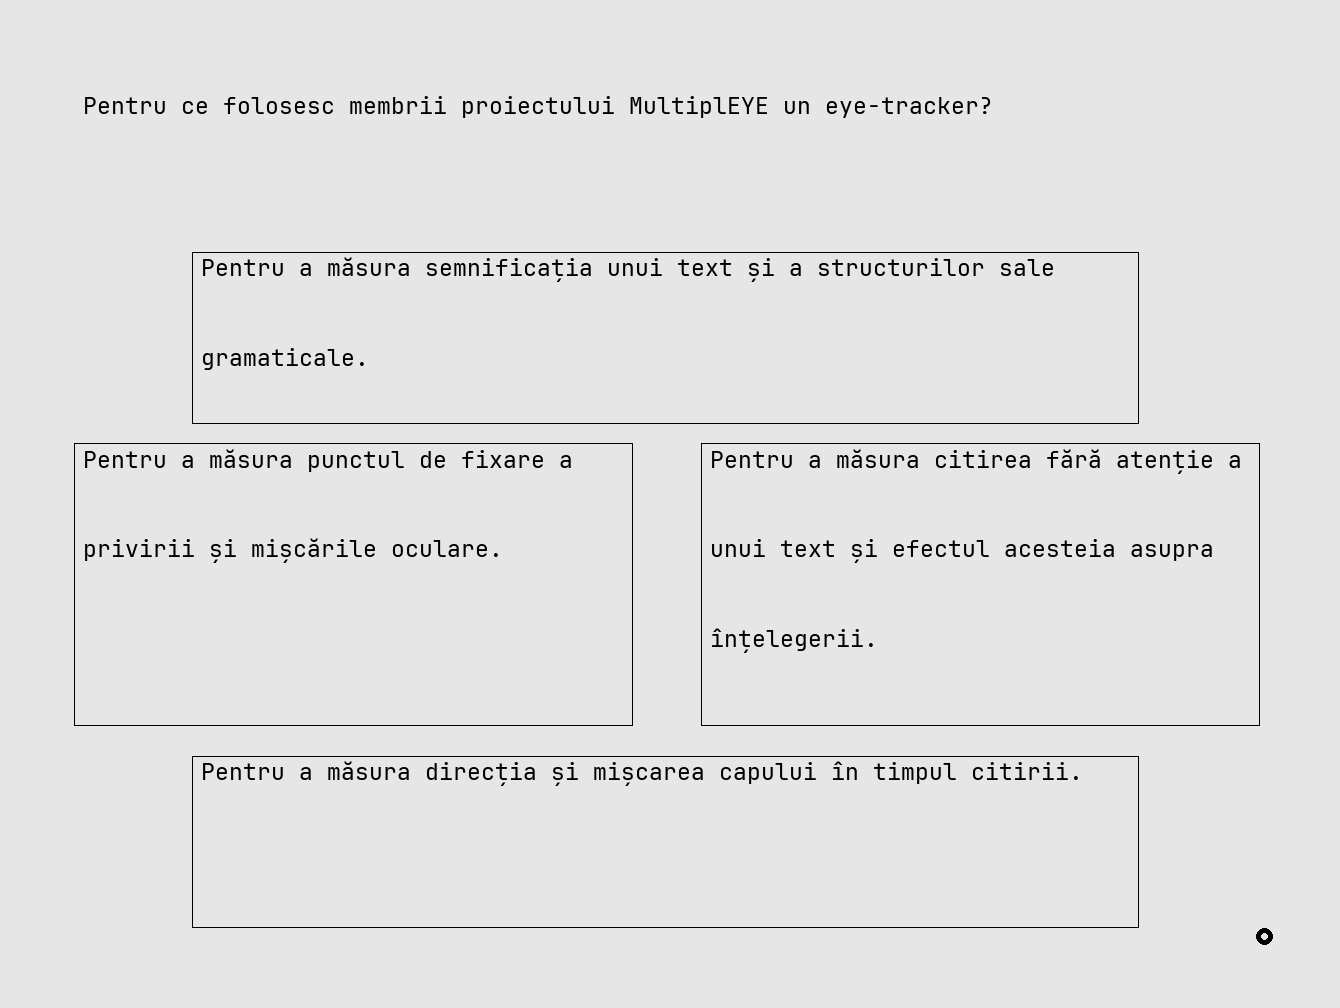 Pentru ce folosesc membrii proiectului MultiplEYE un eye-tracker?
Pentru a măsura semnificația unui text și a structurilor sale
gramaticale.
Pentru a măsura punctul de fixare a
privirii și mișcările oculare.
Pentru a măsura citirea fără atenție a
unui text și efectul acesteia asupra
înțelegerii.
Pentru a măsura direcția și mișcarea capului în timpul citirii.